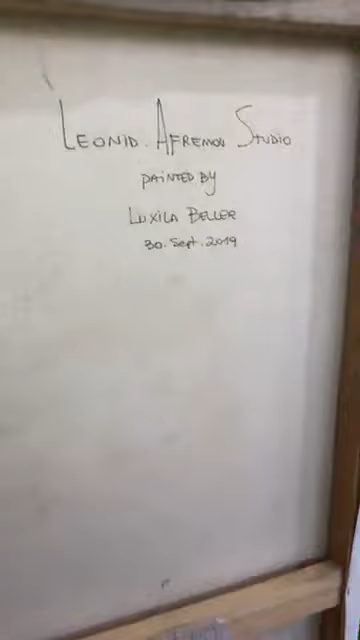 Leonid. Afremov Studio
painted by
Luxila Beller
30. Sept. 2019